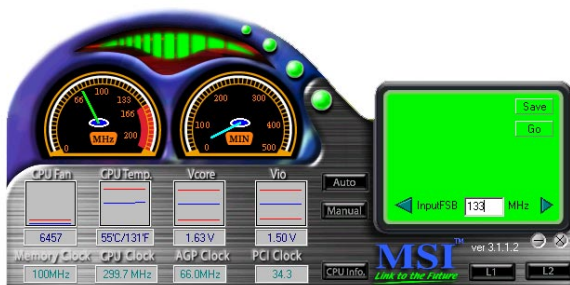 66 100 133 166 200 0
MHz
0 100 200 300 400 500
MIN
Save
Go
InputFSB 133 MHz
CPU Fan CPU Temp. Vcore Vio
Auto
Manual
6457 55℃/131℉ 1.63 V 1.50 V
Memory Clock CPU Clock AGP Clock PCI Clock
100MHz 299.7 MHz 66.0MHz 34.3
CPU Info.
MSI™
Link to the Future
ver 3.1.1.2
L1 L2